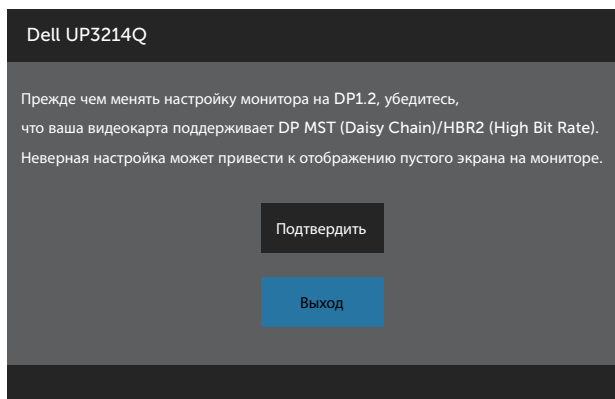 Dell UP3214Q
Прежде чем менять настройку монитора на DP1.2, убедитесь,
что ваша видеокарта поддерживает DP MST (Daisy Chain)/HBR2 (High Bit Rate).
Неверная настройка может привести к отображению пустого экрана на мониторе.
Подтвердить
Выход